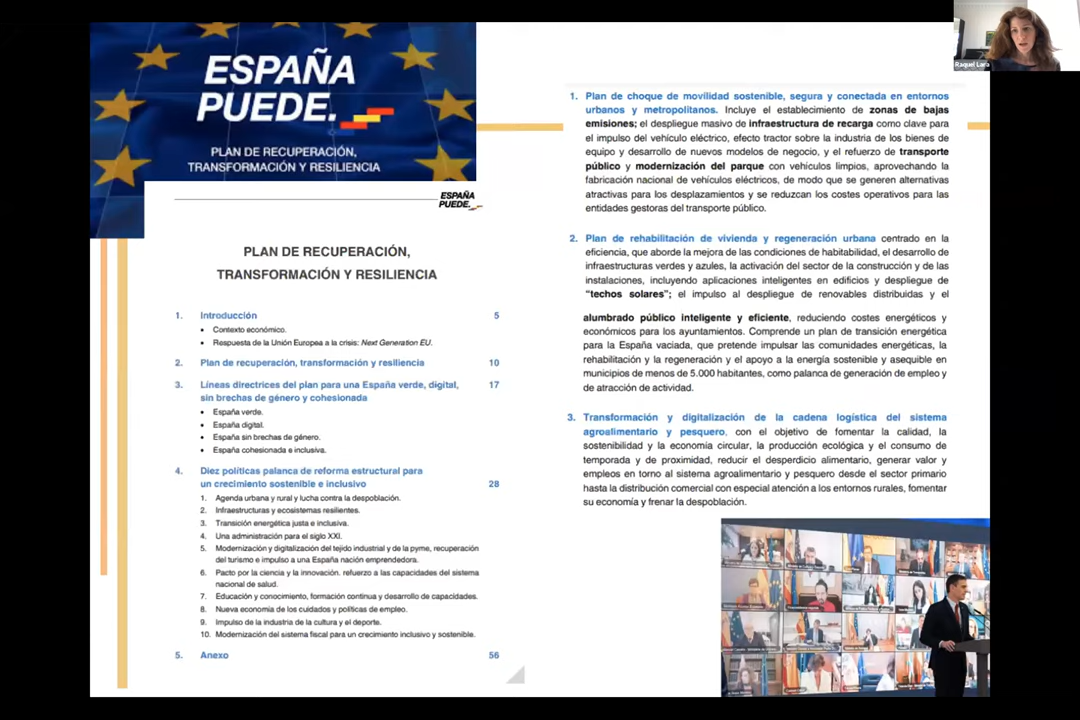 ESPAÑA
PUEDE.
PLAN DE RECUPERACIÓN,
TRANSFORMACIÓN Y RESILIENCIA
ESPAÑA
PUEDE.
PLAN DE RECUPERACIÓN,
TRANSFORMACIÓN Y RESILIENCIA
1. Introducción 5
• Contexto económico.
• Respuesta de la Unión Europea a la crisis: Next Generation EU.
2. Plan de recuperación, transformación y resiliencia 10
3. Líneas directrices del plan para una España verde, digital, 17
sin brechas de género y cohesionada
• España verde.
• España digital.
• España sin brechas de género.
• España cohesionada e inclusiva.
4. Diez políticas palanca de reforma estructural para
un crecimiento sostenible e inclusivo 28
1. Agenda urbana y rural y lucha contra la despoblación.
2. Infraestructuras y ecosistemas resilientes.
3. Transición energética justa e inclusiva.
4. Una administración para el siglo XXI.
5. Modernización y digitalización del tejido industrial y de la pyme, recuperación
del turismo e impulso a una España nación emprendedora.
6. Pacto por la ciencia y la innovación. refuerzo a las capacidades del sistema
nacional de salud.
7. Educación y conocimiento, formación continua y desarrollo de capacidades.
8. Nueva economía de los cuidados y políticas de empleo.
9. Impulso de la industria de la cultura y el deporte.
10. Modernización del sistema fiscal para un crecimiento inclusivo y sostenible.
5. Anexo 56
1. Plan de choque de movilidad sostenible, segura y conectada en entornos
urbanos y metropolitanos. Incluye el establecimiento de zonas de bajas
emisiones; el despliegue masivo de infraestructura de recarga como clave para
el impulso del vehículo eléctrico, efecto tractor sobre la industria de los bienes de
equipo y desarrollo de nuevos modelos de negocio, y el refuerzo de transporte
público y modernización del parque con vehículos limpios, aprovechando la
fabricación nacional de vehículos eléctricos, de modo que se generen alternativas
atractivas para los desplazamientos y se reduzcan los costes operativos para las
entidades gestoras del transporte público.
2. Plan de rehabilitación de vivienda y regeneración urbana centrado en la
eficiencia, que aborde la mejora de las condiciones de habitabilidad, el desarrollo de
infraestructuras verdes y azules, la activación del sector de la construcción y de las
instalaciones, incluyendo aplicaciones inteligentes en edificios y despliegue de
“techos solares”; el impulso al despliegue de renovables distribuidas y el
alumbrado público inteligente y eficiente, reduciendo costes energéticos y
económicos para los ayuntamientos. Comprende un plan de transición energética
para la España vaciada, que pretende impulsar las comunidades energéticas, la
rehabilitación y la regeneración y el apoyo a la energía sostenible y asequible en
municipios de menos de 5.000 habitantes, como palanca de generación de empleo y
de atracción de actividad.
3. Transformación y digitalización de la cadena logística del sistema
agroalimentario y pesquero, con el objetivo de fomentar la calidad, la
sostenibilidad y la economía circular, la producción ecológica y el consumo de
temporada y de proximidad, reducir el desperdicio alimentario, generar valor y
empleos en torno al sistema agroalimentario y pesquero desde el sector primario
hasta la distribución comercial con especial atención a los entornos rurales, fomentar
su economía y frenar la despoblación.
Raquel Lara